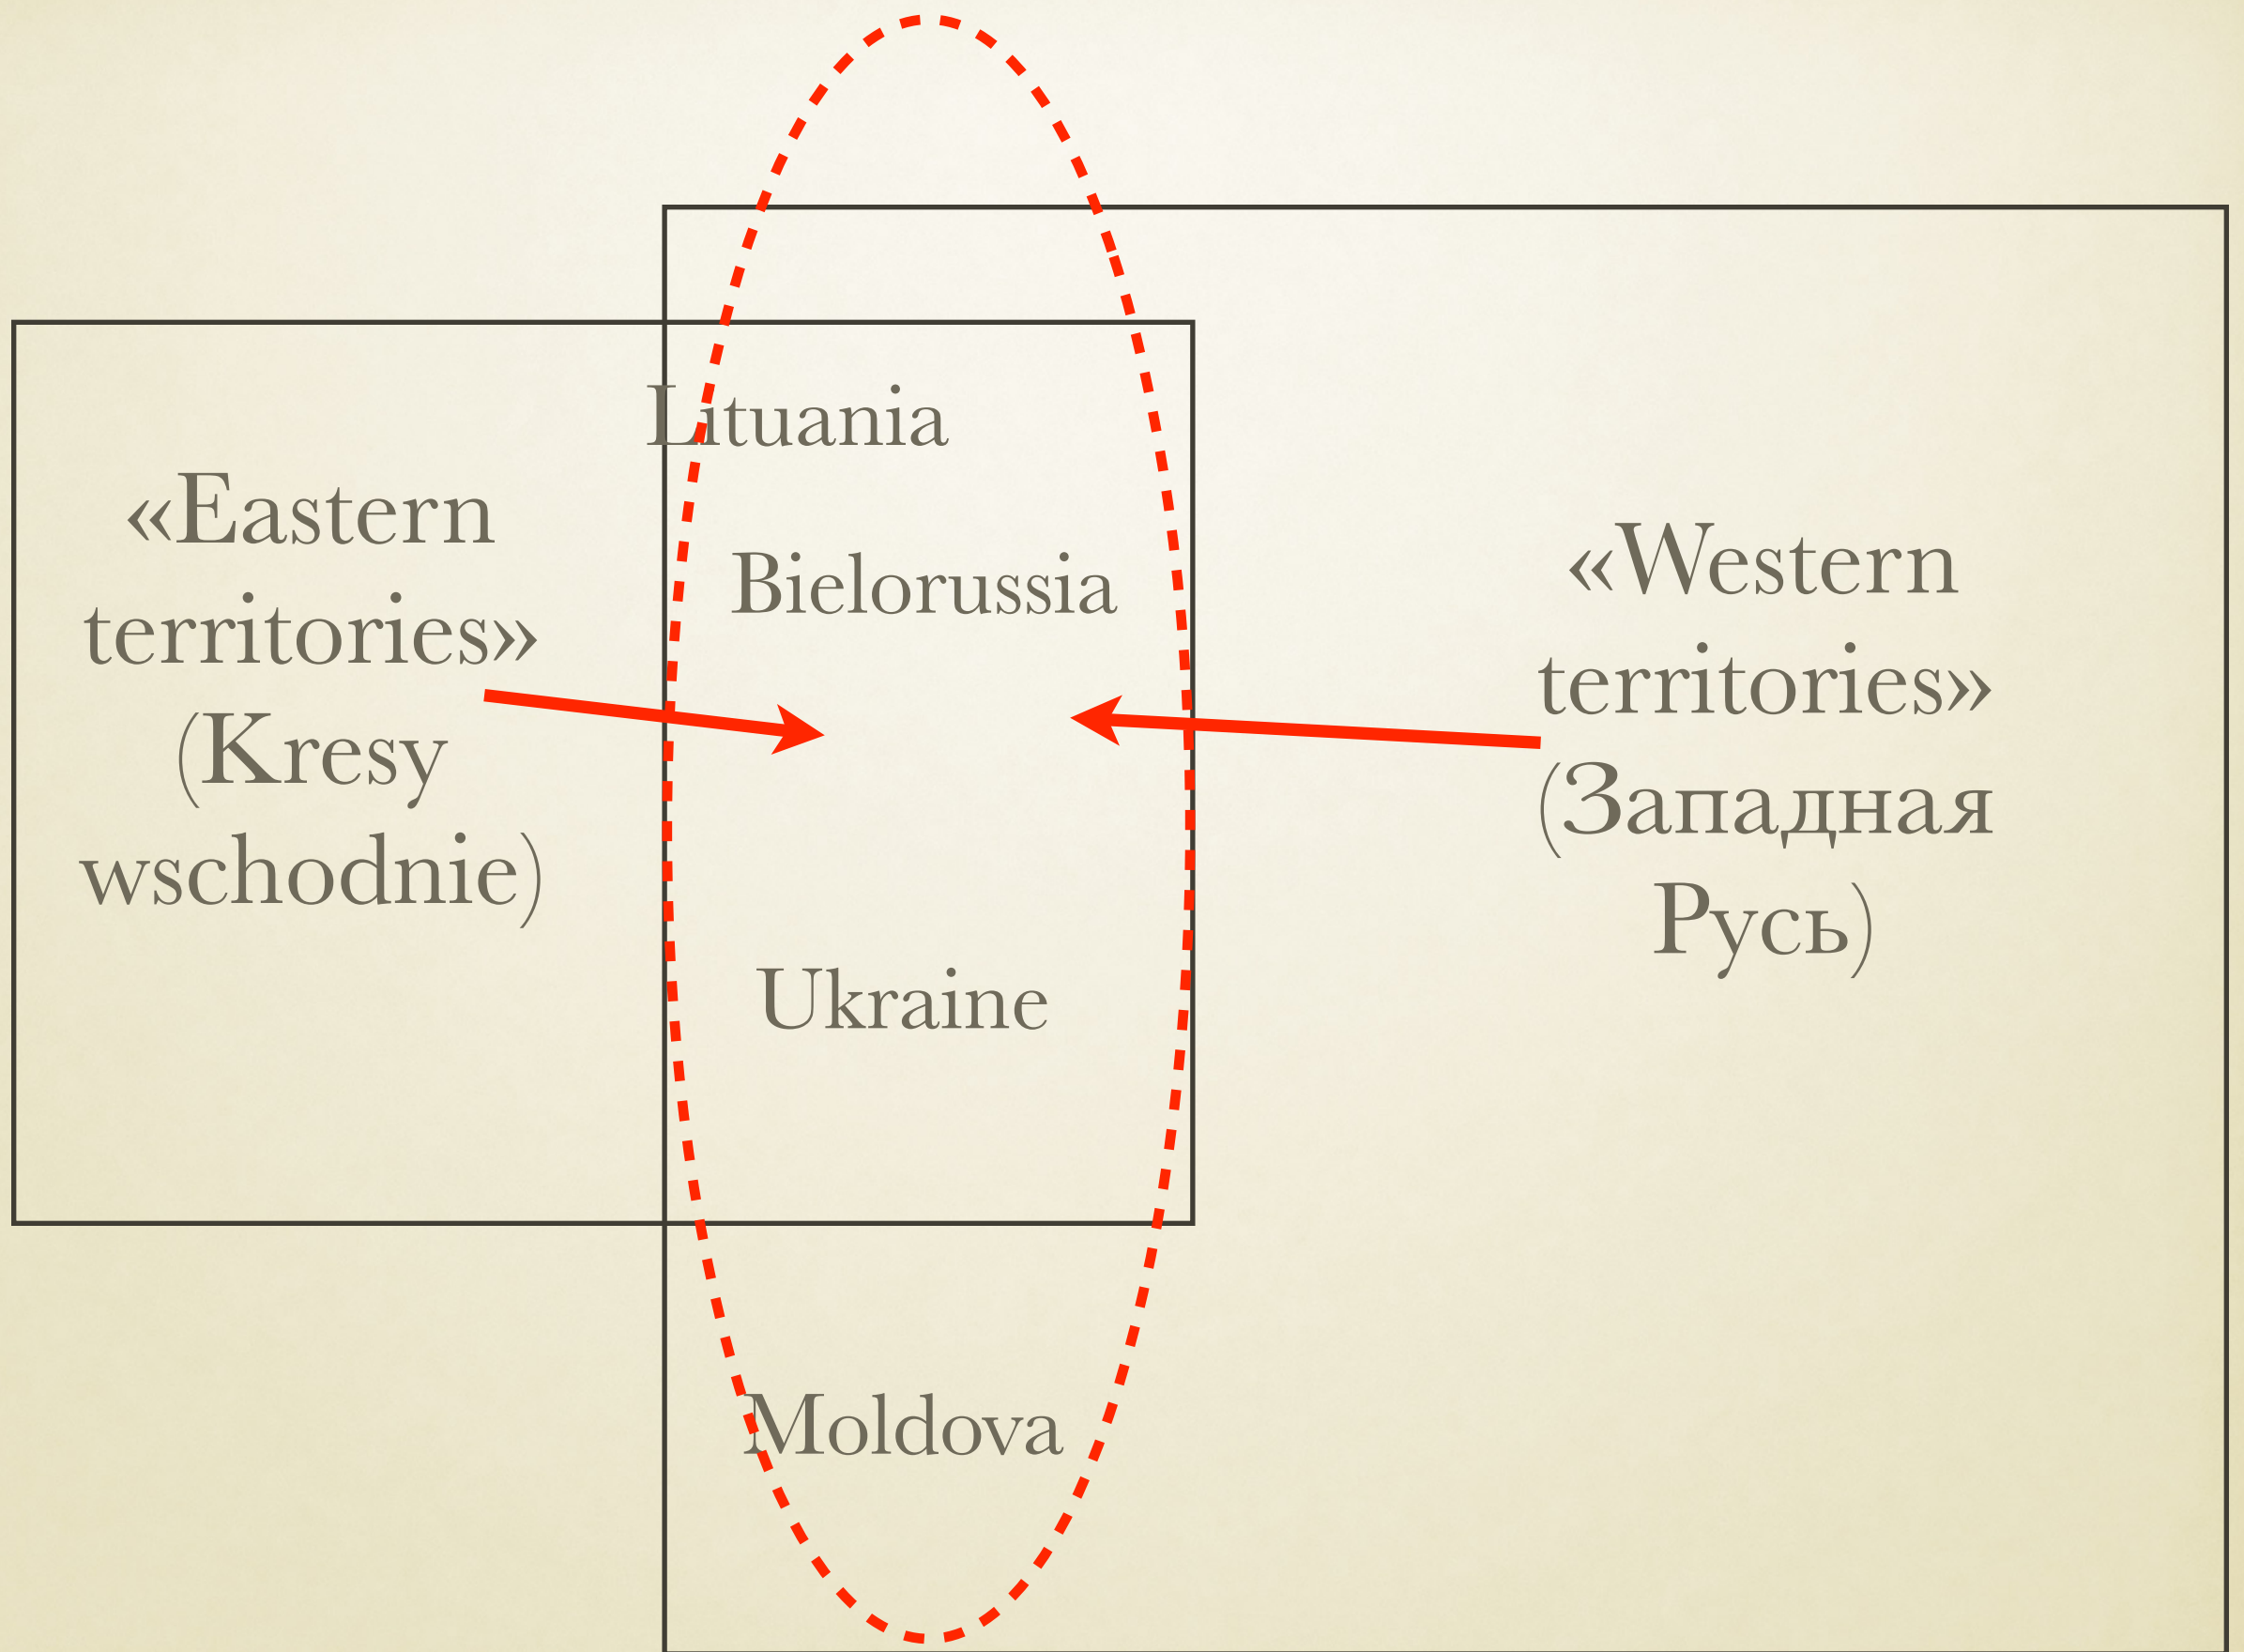 Lituania
«Eastern
territories»
(Kresy
wschodnie)
Bielorussia
Ukraine
Moldova
«Western
territories»
(Западная
Русь)